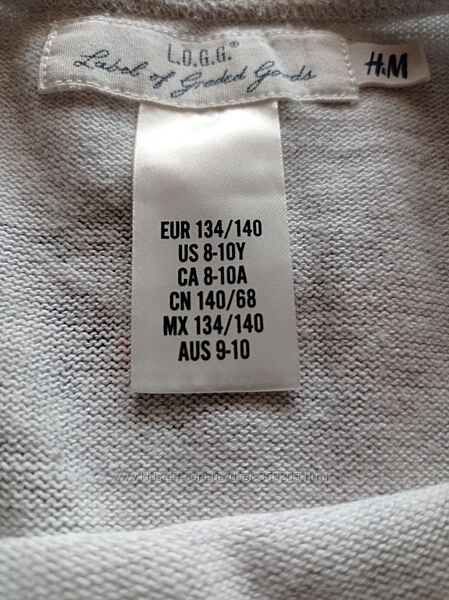 L.O.G.G.®
Label of Graded Goods
H&M
EUR 134/140
US 8-10Y
CA 8-10A
CN 140/68
MX 134/140
AUS 9-10